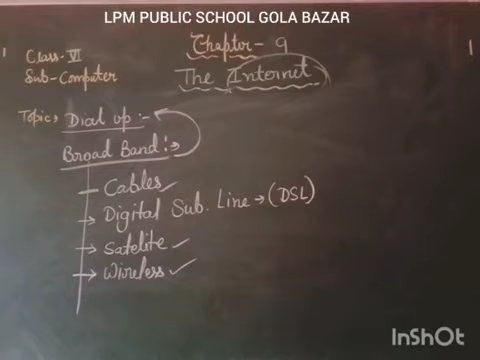 LPM PUBLIC SCHOOL GOLA BAZAR
Class-VI
Chapter - 9
Sub-Computer
The Internet
Topic, Dial up :-
Broad Band :→
– Cables ✓
→ Digital Sub. Line → (DSL)
→ Satelite ✓
→ Wireless ✓
InShOt